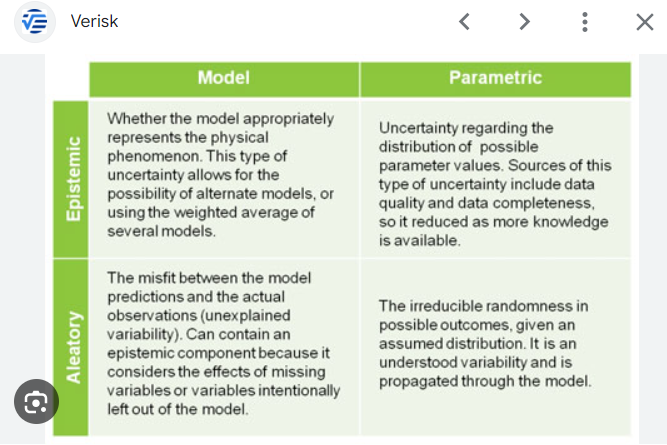 Verisk
Model
Parametric
Epistemic
Whether the model appropriately
represents the physical
phenomenon. This type of
uncertainty allows for the
possibility of alternate models, or
using the weighted average of
several models.
Uncertainty regarding the
distribution of possible
parameter values. Sources of this
type of uncertainty include data
quality and data completeness,
so it reduced as more knowledge
is available.
Aleatory
The misfit between the model
predictions and the actual
observations (unexplained
variability). Can contain an
epistemic component because it
considers the effects of missing
variables or variables intentionally
left out of the model.
The irreducible randomness in
possible outcomes, given an
assumed distribution. It is an
understood variability and is
propagated through the model.